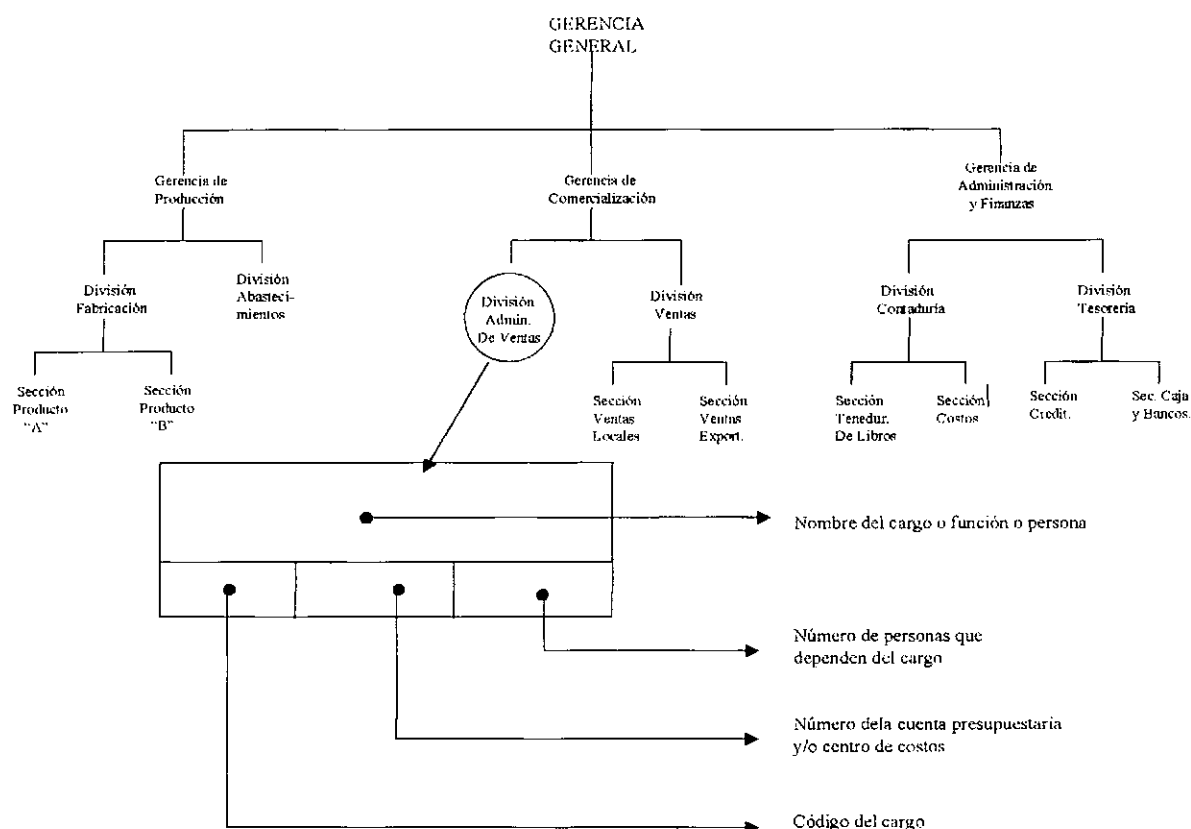 GERENCIA
GENERAL
Gerencia de
Producción
Gerencia de
Comercialización
Gerencia de
Administración
y Finanzas
División
Fabricación
División
Abasteci-
mientos
División
Admin.
De Ventas
División
Ventas
División
Contaduría
División
Tesorería
Sección
Producto
"A"
Sección
Producto
"B"
Sección
Ventas
Locales
Sección
Ventas
Export.
Sección
Tenedur.
De Libros
Sección
Costos
Sección
Credit.
Sec. Caja
y Bancos.
Nombre del cargo o función o persona
Número de personas que
dependen del cargo
Número dela cuenta presupuestaria
y/o centro de costos
Código del cargo